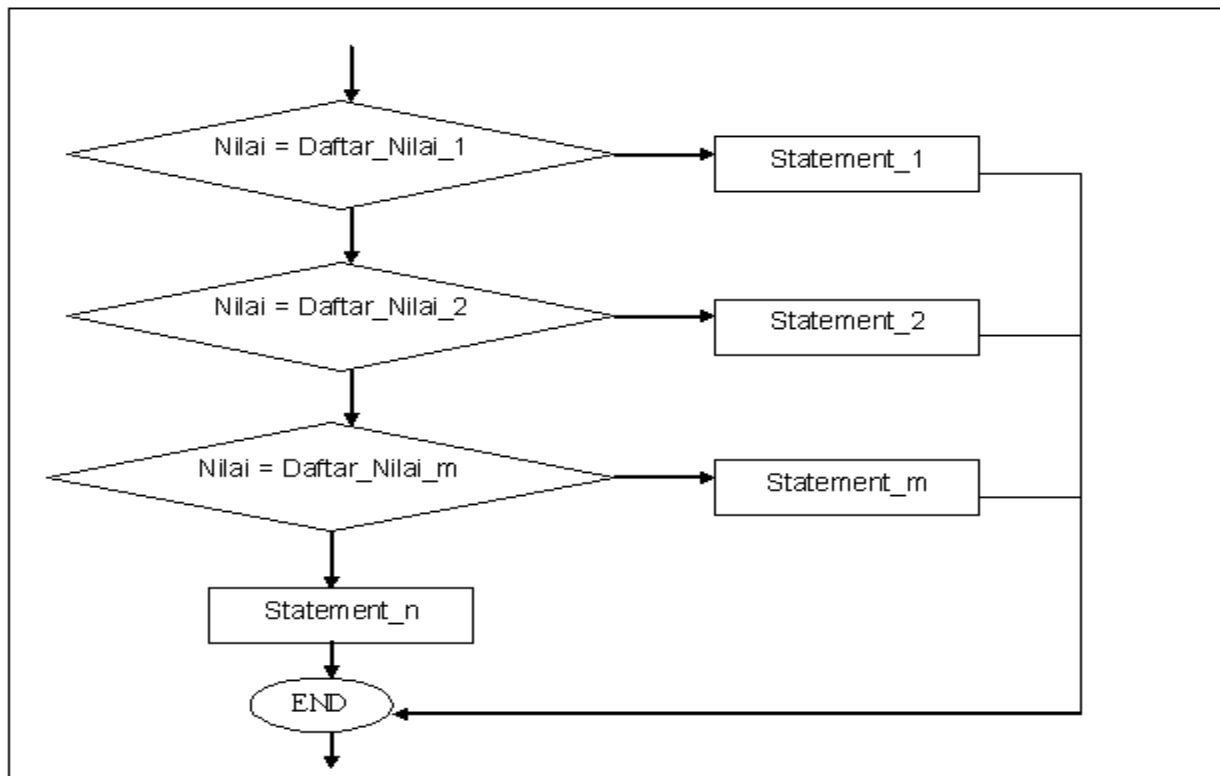 Nilai = Daftar_Nilai_1
Statement_1
Nilai = Daftar_Nilai_2
Statement_2
Nilai = Daftar_Nilai_m
Statement_m
Statement_n
END